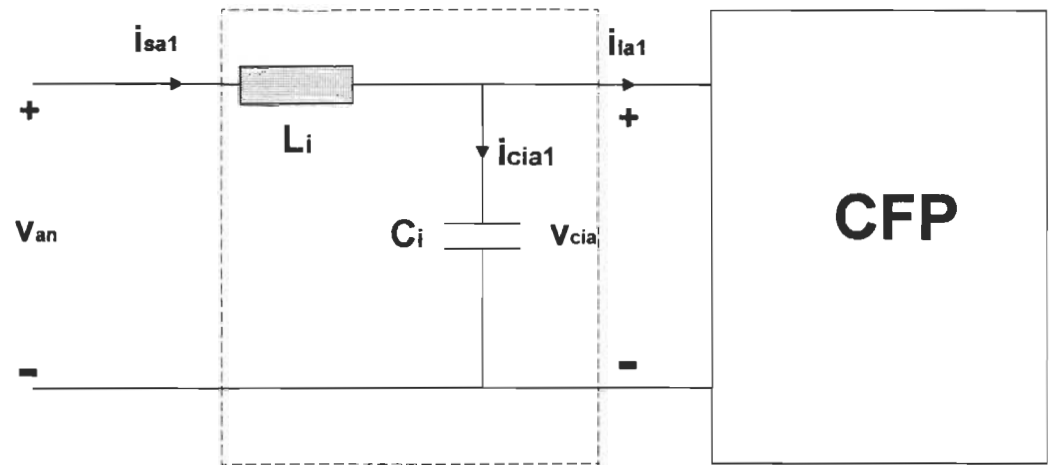 isa1
ila1
+
+
Li
icia1
Van
Ci
Vcia
CFP
-
-